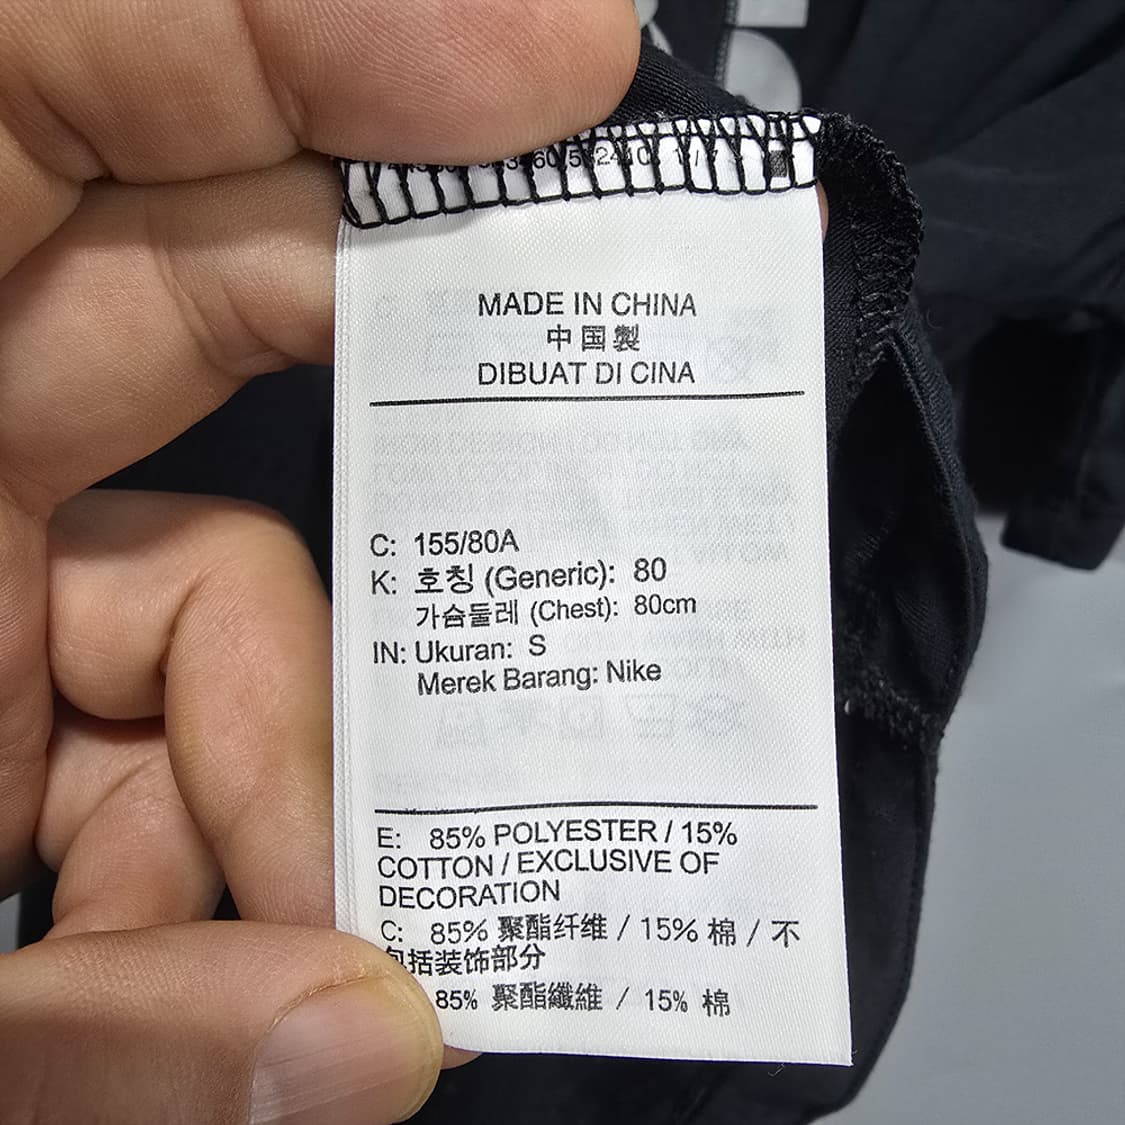 MADE IN CHINA
中国製
DIBUAT DI CINA
C: 155/80A
K: 호칭 (Generic): 80
가슴둘레 (Chest): 80cm
IN: Ukuran: S
Merek Barang: Nike
E: 85% POLYESTER / 15%
COTTON / EXCLUSIVE OF
DECORATION
C: 85% 聚酯纤维 / 15% 棉 / 不
包括装饰部分
85% 聚酯纖維 / 15% 棉